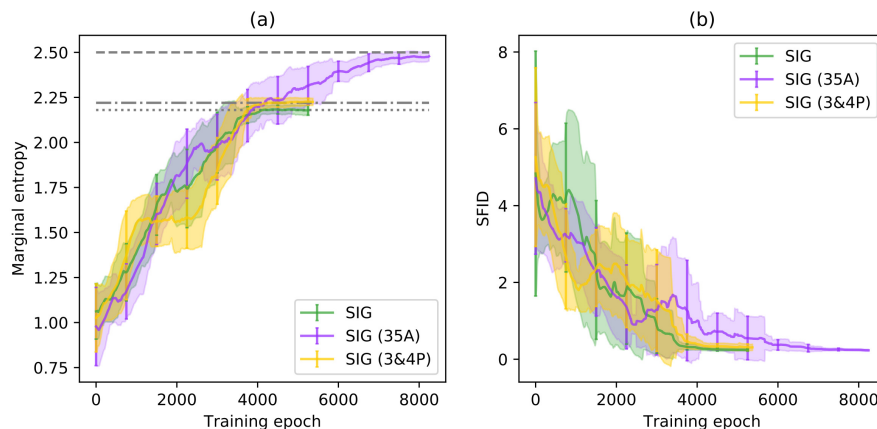 (a)
2.50
2.25
2.00
1.75
1.50
1.25
1.00
0.75
Marginal entropy
0
2000
4000
6000
8000
Training epoch
SIG
SIG (35A)
SIG (3&4P)
(b)
8
6
4
2
0
SFID
0
2000
4000
6000
8000
Training epoch
SIG
SIG (35A)
SIG (3&4P)